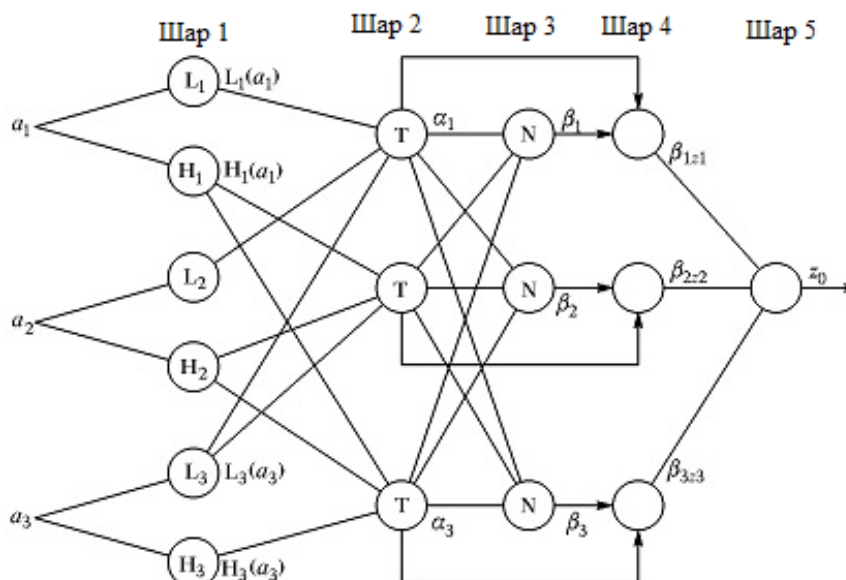 Шар 1 Шар 2 Шар 3 Шар 4 Шар 5
L₁ L₁(a₁)
a₁ T α₁ N β₁
H₁ H₁(a₁) β₁z₁
L₂ T N β₂z₂ z₀
a₂ β₂
H₂
L₃ L₃(a₃) β₃z₃
a₃ T α₃ N β₃
H₃ H₃(a₃)